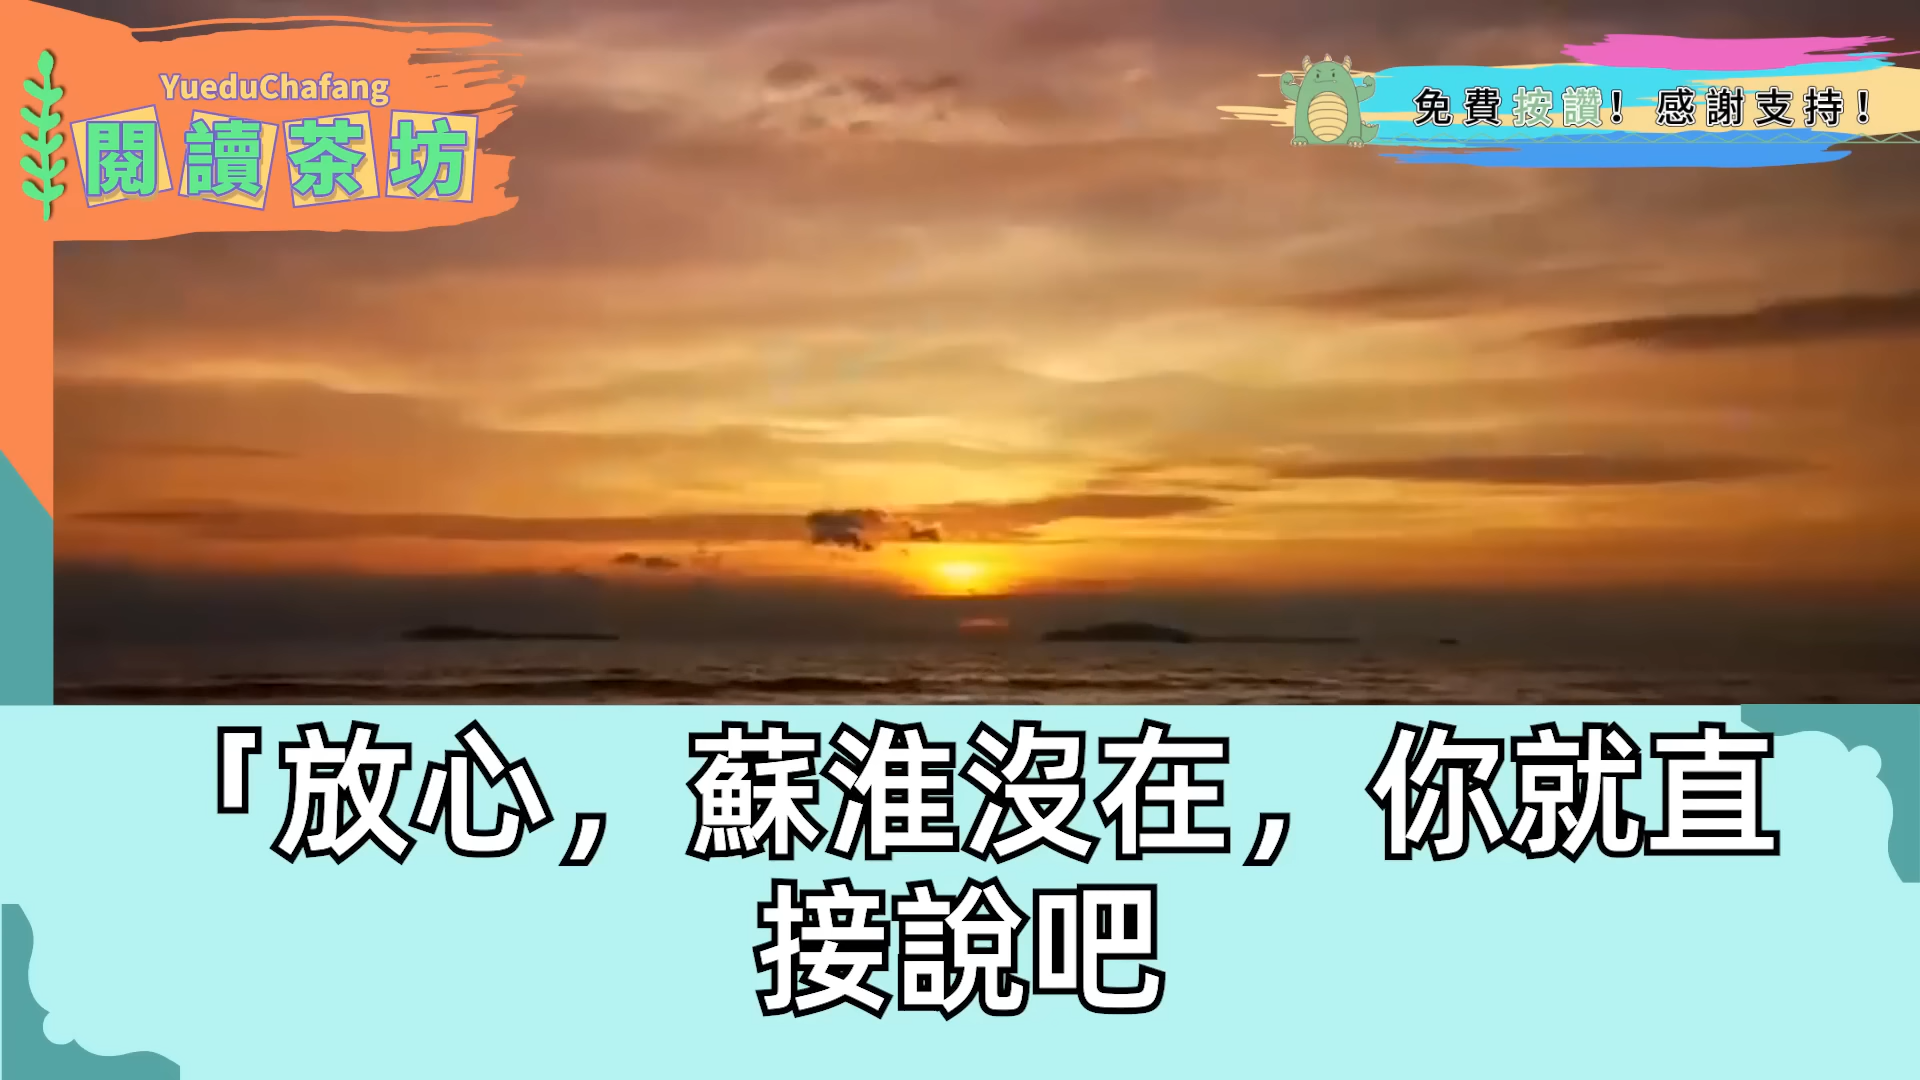 YueduChafang
閱讀茶坊
免費按讚！感謝支持！
「放心，蘇淮沒在，你就直
接說吧